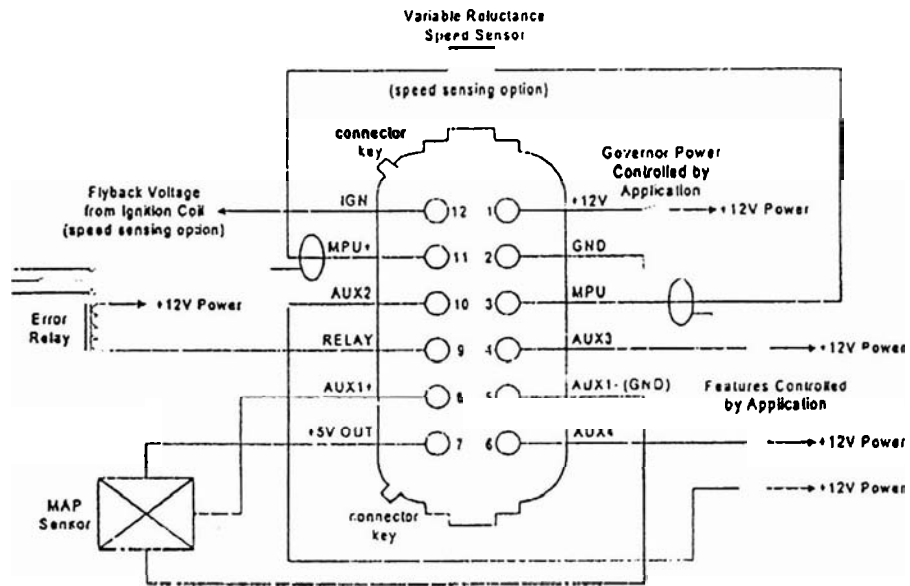 Variable Reluctance
Speed Sensor
(speed sensing option)
connector
key
Governor Power
Controlled by
Application
Flyback Voltage
from Ignition Coil
(speed sensing option)
IGN
12
1
+12V
+12V Power
MPU+
11
2
GND
AUX2
10
3
MPU
+12V Power
Error
Relay
RELAY
9
4
AUX3
+12V Power
AUX1+
8
5
AUX1- (GND)
Features Controlled
by Application
+5V OUT
7
6
AUX4
+12V Power
+12V Power
MAP
Sensor
connector
key